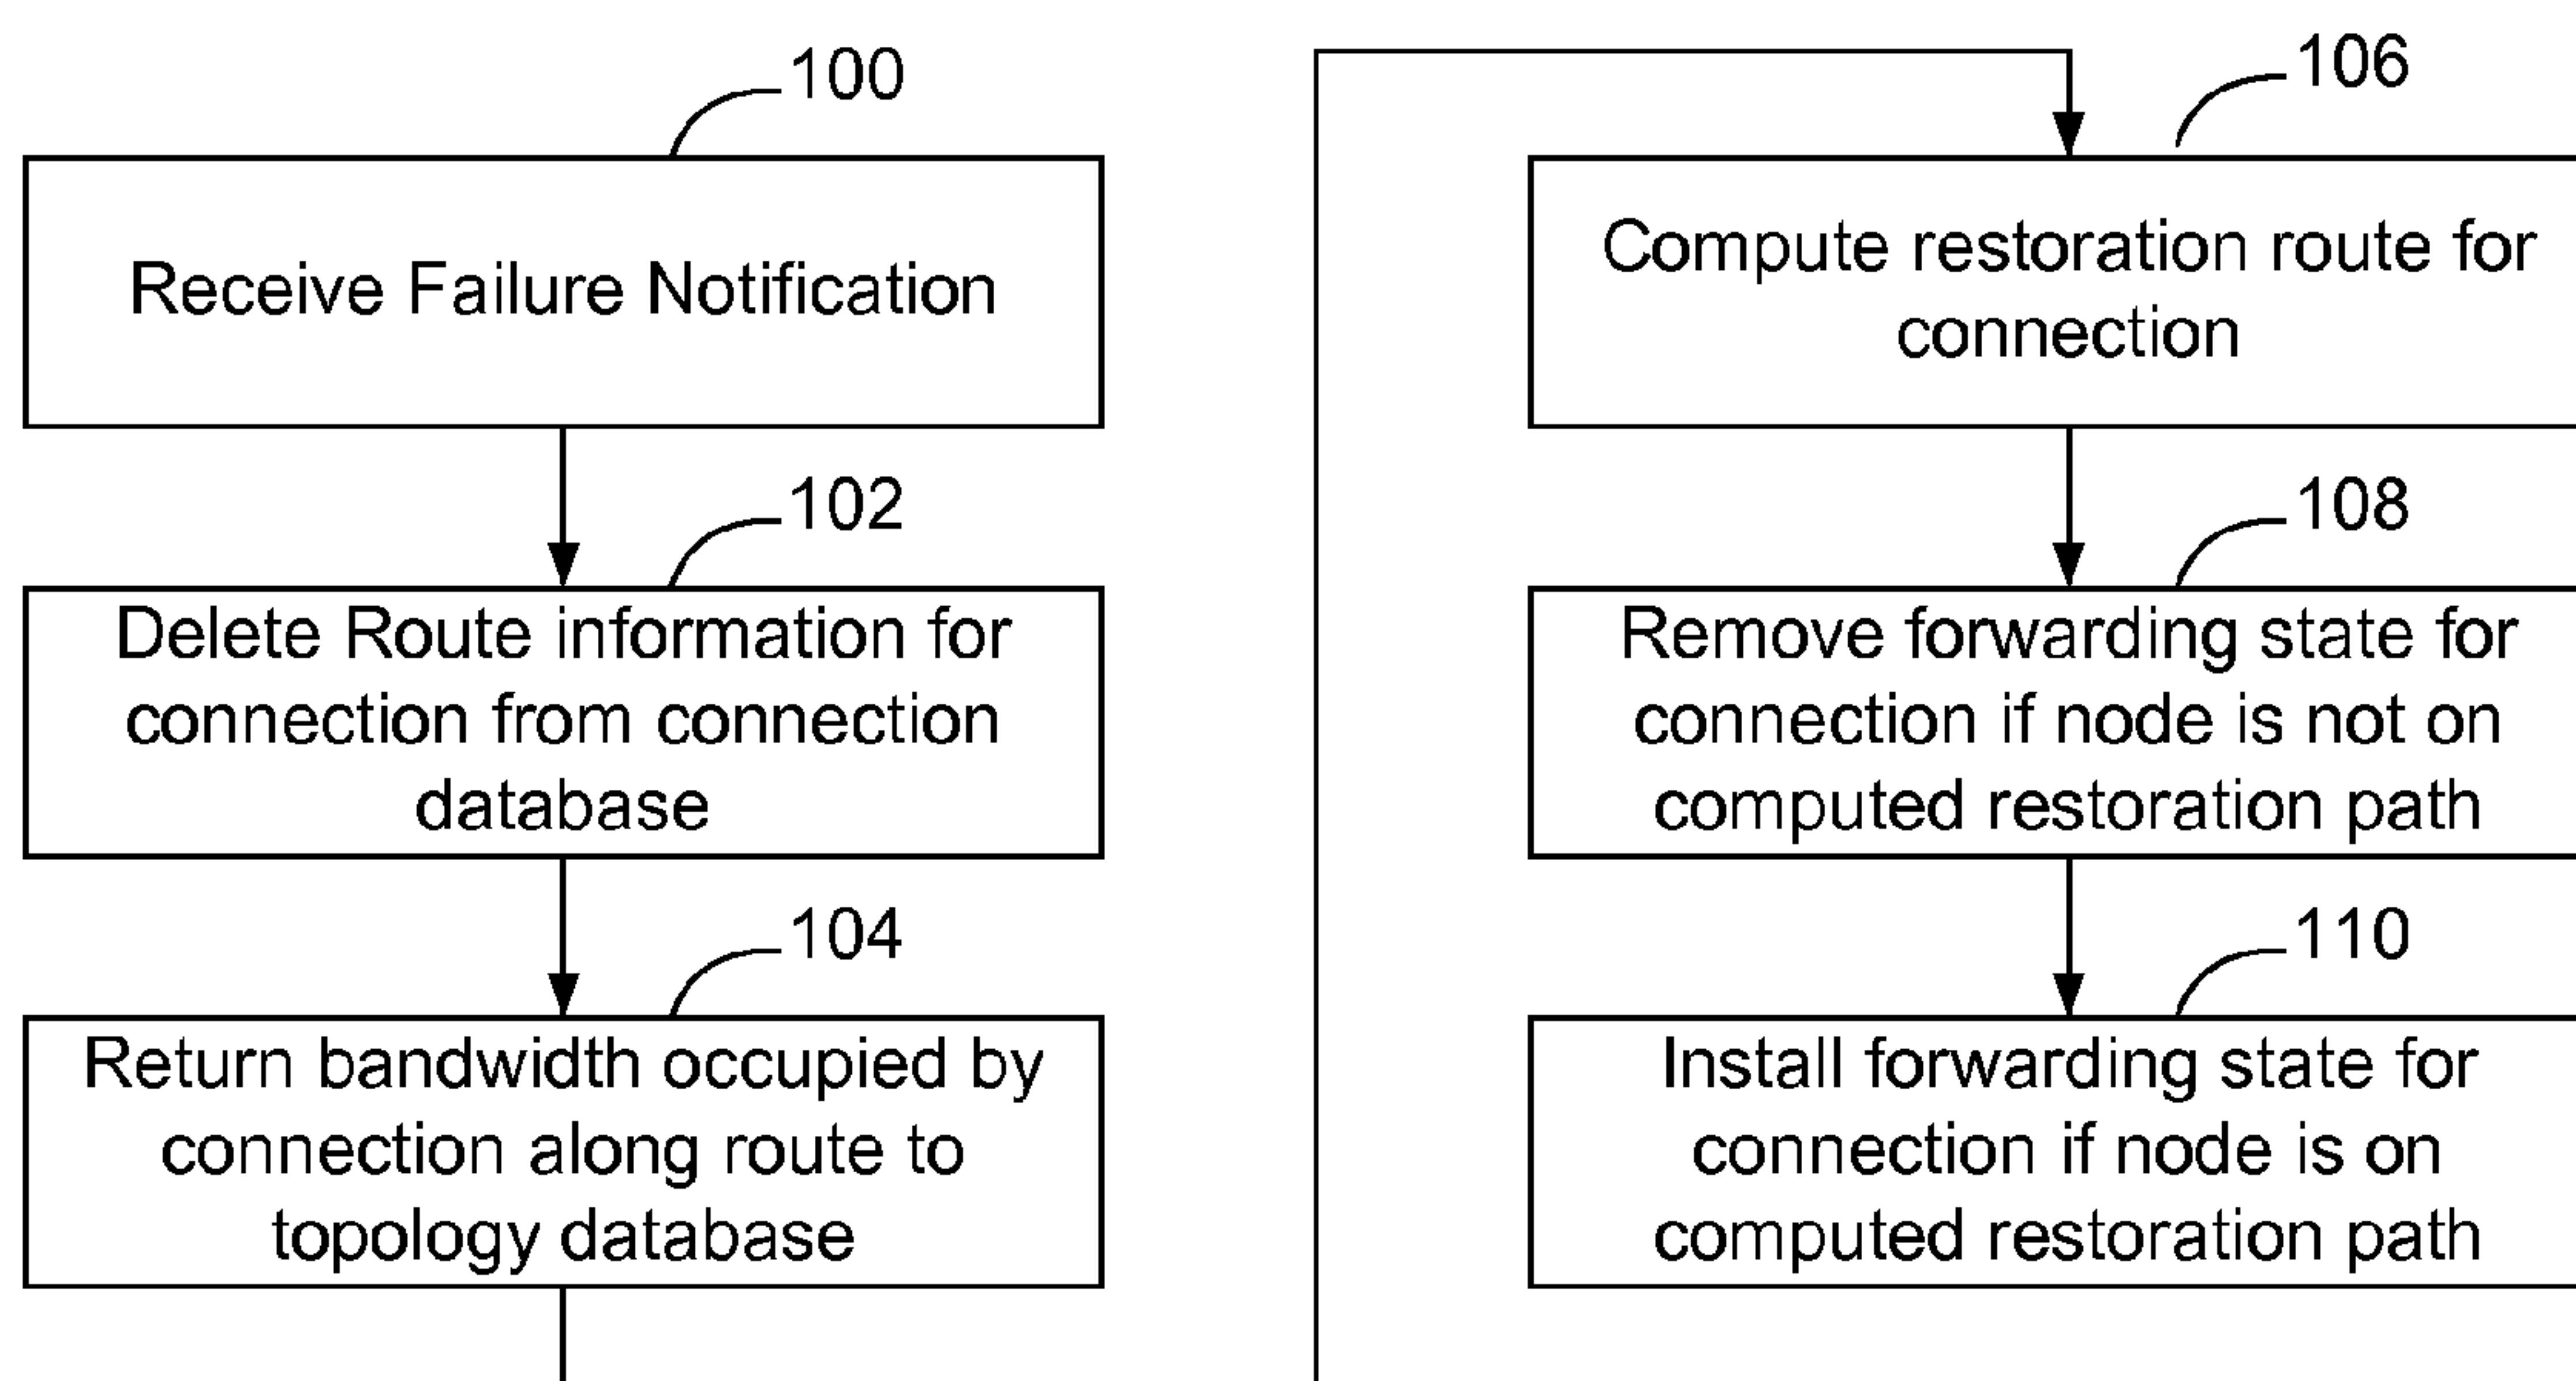 100
Receive Failure Notification
102
Delete Route information for
connection from connection
database
104
Return bandwidth occupied by
connection along route to
topology database
106
Compute restoration route for
connection
108
Remove forwarding state for
connection if node is not on
computed restoration path
110
Install forwarding state for
connection if node is on
computed restoration path